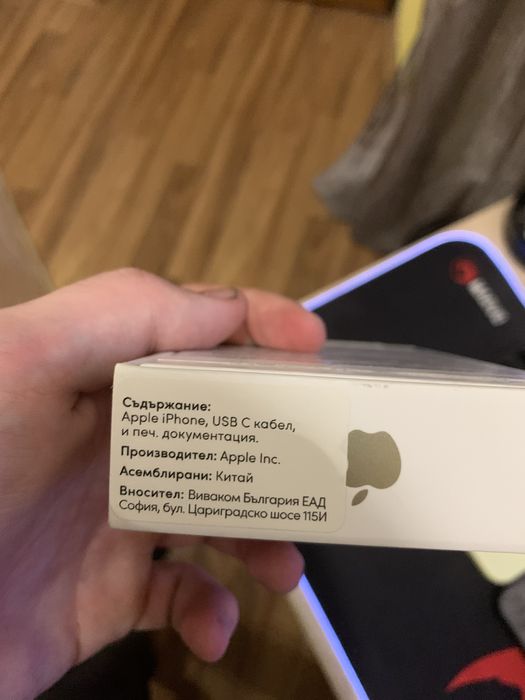 Съдържание:
Apple iPhone, USB C кабел,
и печ. документация.
Производител: Apple Inc.
Асемблирани: Китай
Вносител: Виваком България ЕАД
София, бул. Цариградско шосе 115И